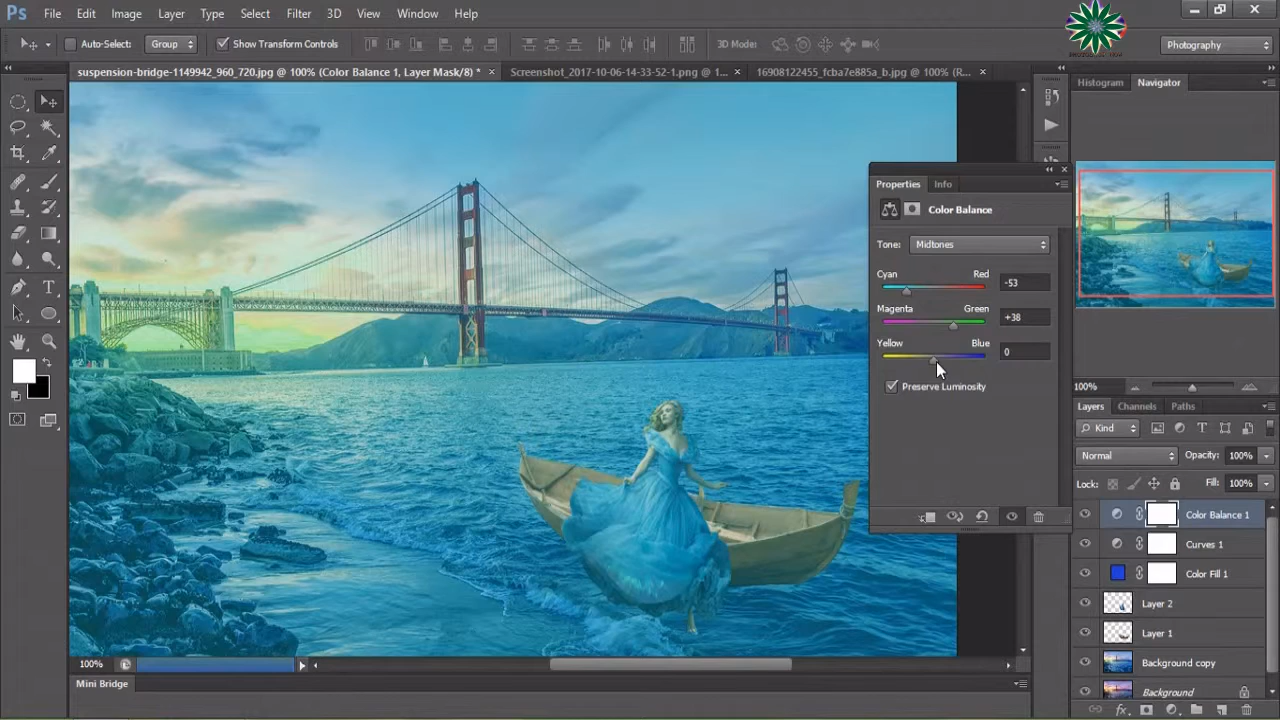 Ps File Edit Image Layer Type Select Filter 3D View Window Help
Auto-Select: Group Show Transform Controls 3D Mode: Photography
suspension-bridge-1149942_960_720.jpg @ 100% (Color Balance 1, Layer Mask/8) * × Screenshot_2017-10-06-14-33-52-1.png @ 1... × 16908122455_fcba7e885a_b.jpg @ 100% (R... ×
Histogram Navigator
Properties Info
Color Balance
Tone: Midtones
Cyan Red -53
Magenta Green +38
Yellow Blue 0
Preserve Luminosity
100%
Layers Channels Paths
Kind T
Normal Opacity: 100%
Lock: Fill: 100%
Color Balance 1
Curves 1
Color Fill 1
Layer 2
Layer 1
Background copy
Background
fx
100%
Mini Bridge